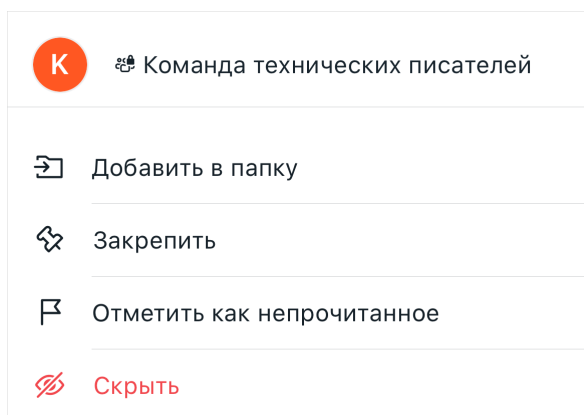 К
Команда технических писателей
Добавить в папку
Закрепить
Отметить как непрочитанное
Скрыть